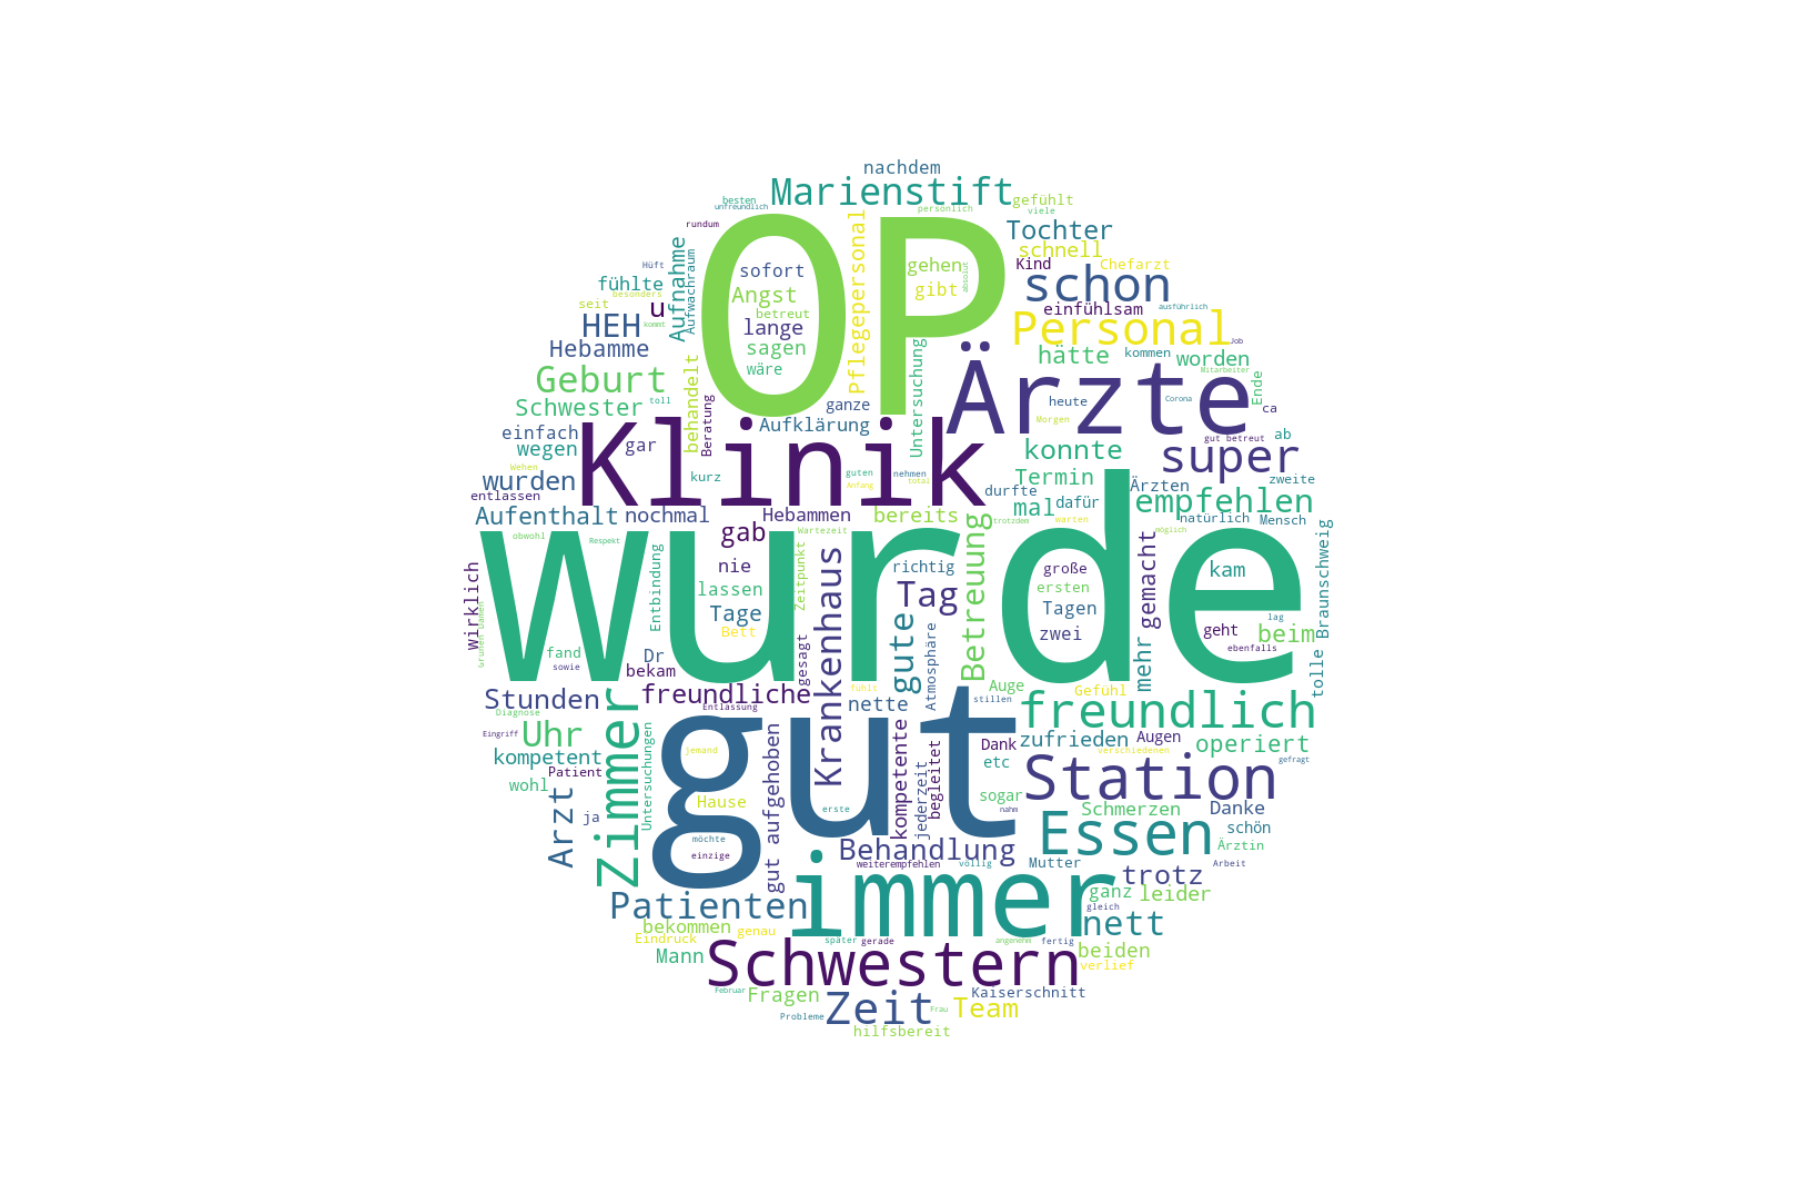 nachdem
Marienstift
besten
unfreundlich
persönlich
gefühlt
viele
rundum
OP
Pflegepersonal
Tochter
schnell
Aufnahme
Aufwachraum
sofort
gehen
absolut
Kind
Chefarzt
Hüft
fühlte
Angst
gibt
schon
besonders
seit
u
betreut
einfühlsam
ausführlich
HEH
kommt
lange
Personal
Hebamme
sagen
Untersuchung
Ärzte
hätte
kommen
worden
Job
wäre
Mitarbeiter
Geburt
behandelt
Ende
toll
Beratung
ganze
heute
Corona
Schwester
Aufklärung
Morgen
ca
einfach
Klinik
gar
konnte
gut betreut
ab
wegen
super
Wehen
kurz
guten
nehmen
Termin
Ärzten
zweite
wurden
Anfang
total
entlassen
durfte
mal
dafür
empfehlen
Aufenthalt
nochmal
Hebammen
bereits
trotzdem
warten
natürlich
Mensch
wurde
gab
Wartezeit
Betreuung
möglich
Braunschweig
obwohl
Respekt
Entbindung
Zeitpunkt
Krankenhaus
richtig
große
gemacht
kam
wirklich
nie
lassen
Tag
ersten
Grünen Damen
Tage
Tagen
lag
Bett
gute
Atmosphäre
zwei
mehr
geht
beim
fand
Dr
gesagt
ebenfalls
tolle
sowie
bekam
Zimmer
freundliche
fühlt
Auge
Gefühl
Stunden
Entlassung
nette
stillen
freundlich
Diagnose
gut
Uhr
Untersuchungen
gut aufgehoben
kompetente
Eingriff
jemand
begleitet
Dank
zufrieden
Augen
operiert
kompetent
verschiedenen
gefragt
Patient
jederzeit
etc
Station
wohl
Hause
erste
sogar
Arzt
ja
nahm
Schmerzen
Danke
Essen
schön
möchte
Behandlung
Ärztin
einzige
weiterempfehlen
völlig
Mutter
Arbeit
immer
trotz
Patienten
ganz
leider
gleich
bekommen
nett
Eindruck
genau
später
gerade
angenehm
fertig
Mann
Schwestern
beiden
verlief
Februar
Fragen
Zeit
Kaiserschnitt
Probleme
Frau
Team
hilfsbereit